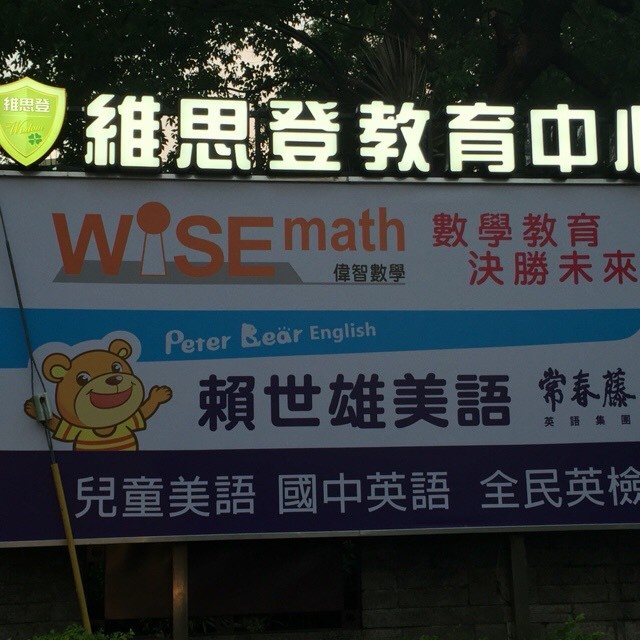 維思登
維思登教育中心
WiSE math
偉智數學
數學教育
決勝未來
Peter Bear English
賴世雄美語
常春藤
英語集團
兒童美語 國中英語 全民英檢